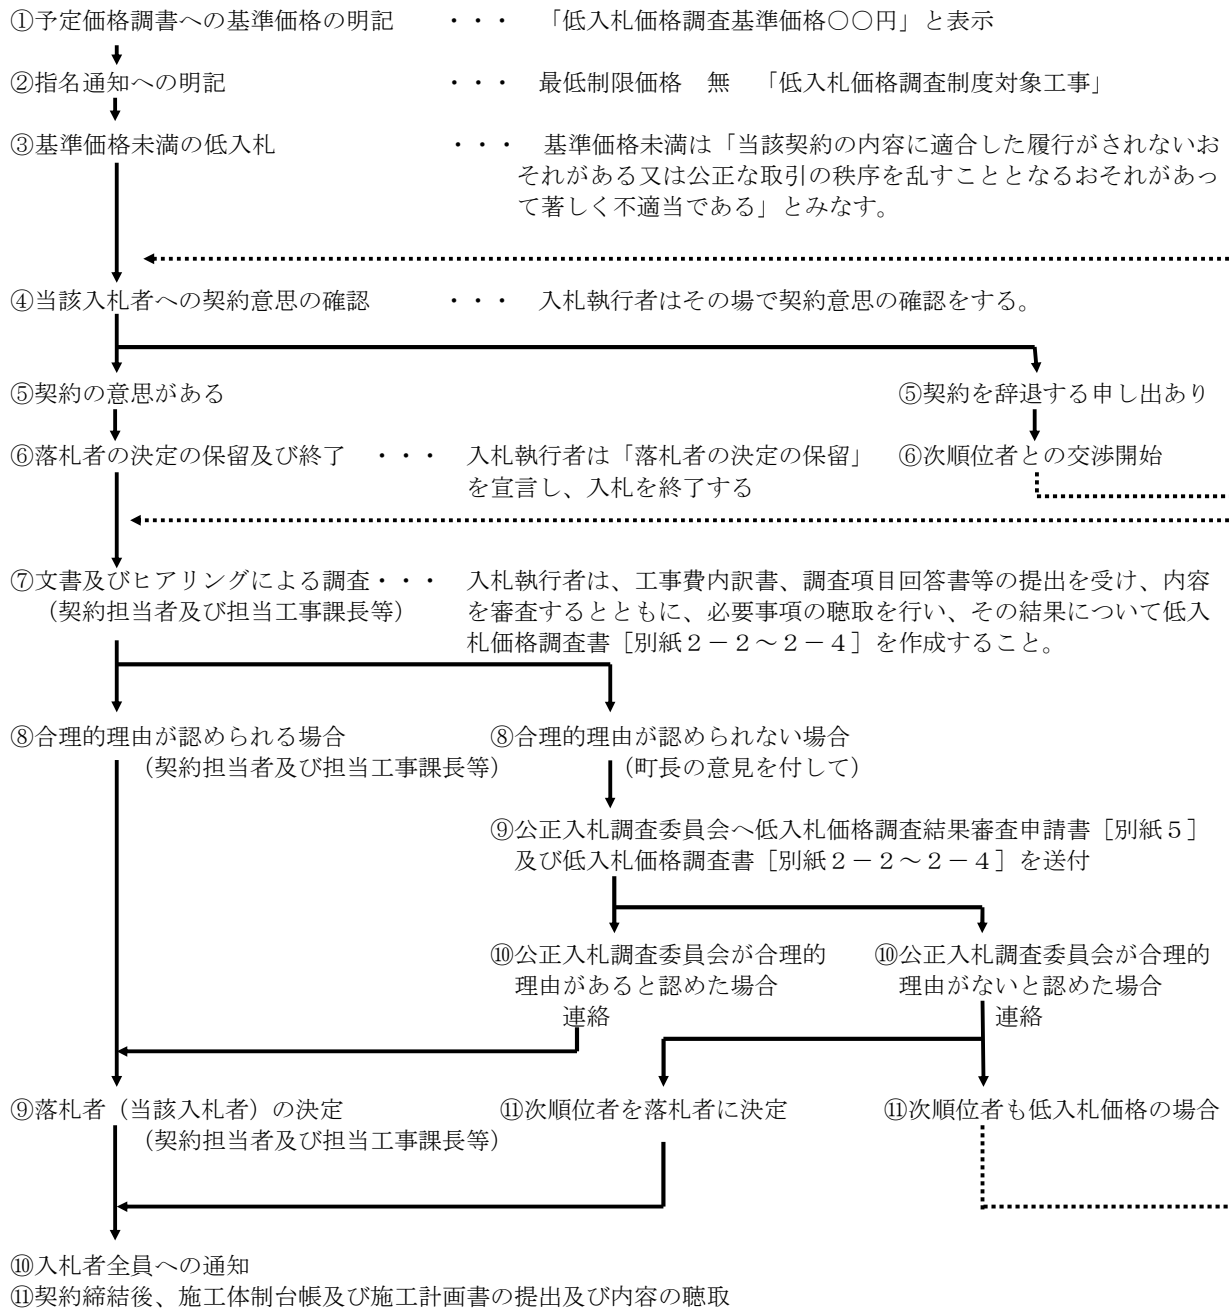 ①予定価格調書への基準価格の明記　　・・・　「低入札価格調査基準価格○○円」と表示
②指名通知への明記　　・・・　最低制限価格　無　「低入札価格調査制度対象工事」
③基準価格未満の低入札　　・・・　基準価格未満は「当該契約の内容に適合した履行がされないお
それがある又は公正な取引の秩序を乱すこととなるおそれがあっ
て著しく不適当である」とみなす。
④当該入札者への契約意思の確認　　・・・　入札執行者はその場で契約意思の確認をする。
⑤契約の意思がある　　⑤契約を辞退する申し出あり
⑥落札者の決定の保留及び終了　・・・　入札執行者は「落札者の決定の保留」　⑥次順位者との交渉開始
を宣言し、入札を終了する
⑦文書及びヒアリングによる調査・・・　入札執行者は、工事費内訳書、調査項目回答書等の提出を受け、内容
（契約担当者及び担当工事課長等）　を審査するとともに、必要事項の聴取を行い、その結果について低入
札価格調査書［別紙２－２～２－４］を作成すること。
⑧合理的理由が認められる場合　　⑧合理的理由が認められない場合
（契約担当者及び担当工事課長等）　　（町長の意見を付して）
⑨公正入札調査委員会へ低入札価格調査結果審査申請書［別紙５］
及び低入札価格調査書［別紙２－２～２－４］を送付
⑩公正入札調査委員会が合理的　　⑩公正入札調査委員会が合理的
理由があると認めた場合　　理由がないと認めた場合
連絡　　連絡
⑨落札者（当該入札者）の決定　　⑪次順位者を落札者に決定　　⑪次順位者も低入札価格の場合
（契約担当者及び担当工事課長等）
⑩入札者全員への通知
⑪契約締結後、施工体制台帳及び施工計画書の提出及び内容の聴取